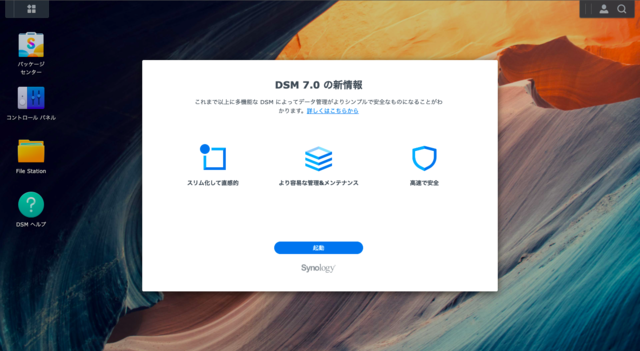 パッケージ
センター
コントロール パネル
File Station
DSM ヘルプ
DSM 7.0 の新情報
これまで以上に多機能な DSM によってデータ管理がよりシンプルで安全なものになることがわ
かります。詳しくはこちらから
スリム化して直感的
より容易な管理&メンテナンス
高速で安全
起動
Synology